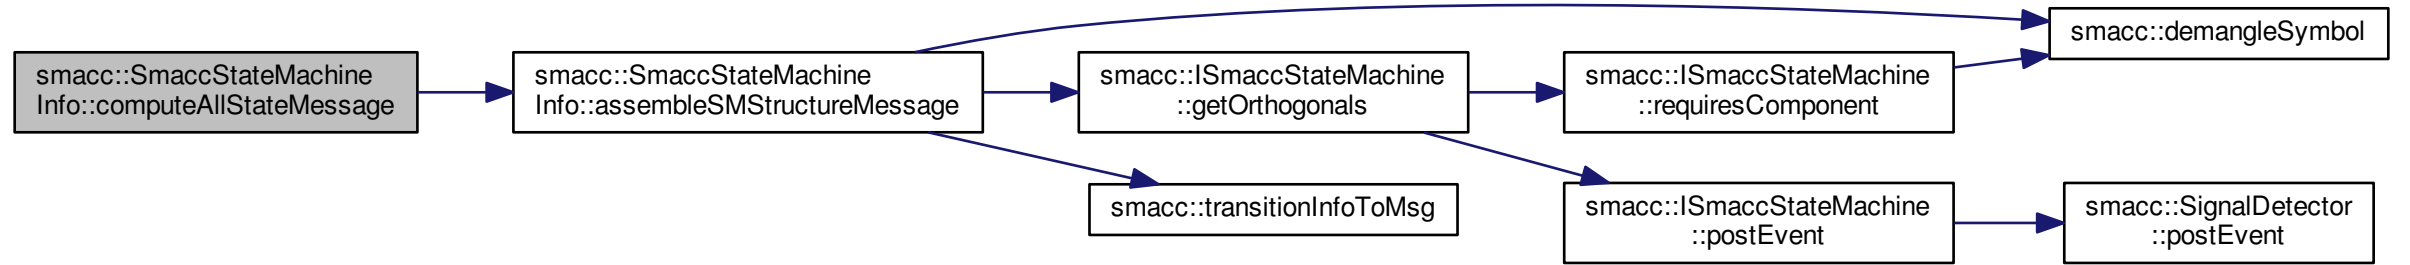 smacc::SmaccStateMachine
Info::computeAllStateMessage
smacc::SmaccStateMachine
Info::assembleSMStructureMessage
smacc::ISmaccStateMachine
::getOrthogonals
smacc::ISmaccStateMachine
::requiresComponent
smacc::demangleSymbol
smacc::transitionInfoToMsg
smacc::ISmaccStateMachine
::postEvent
smacc::SignalDetector
::postEvent